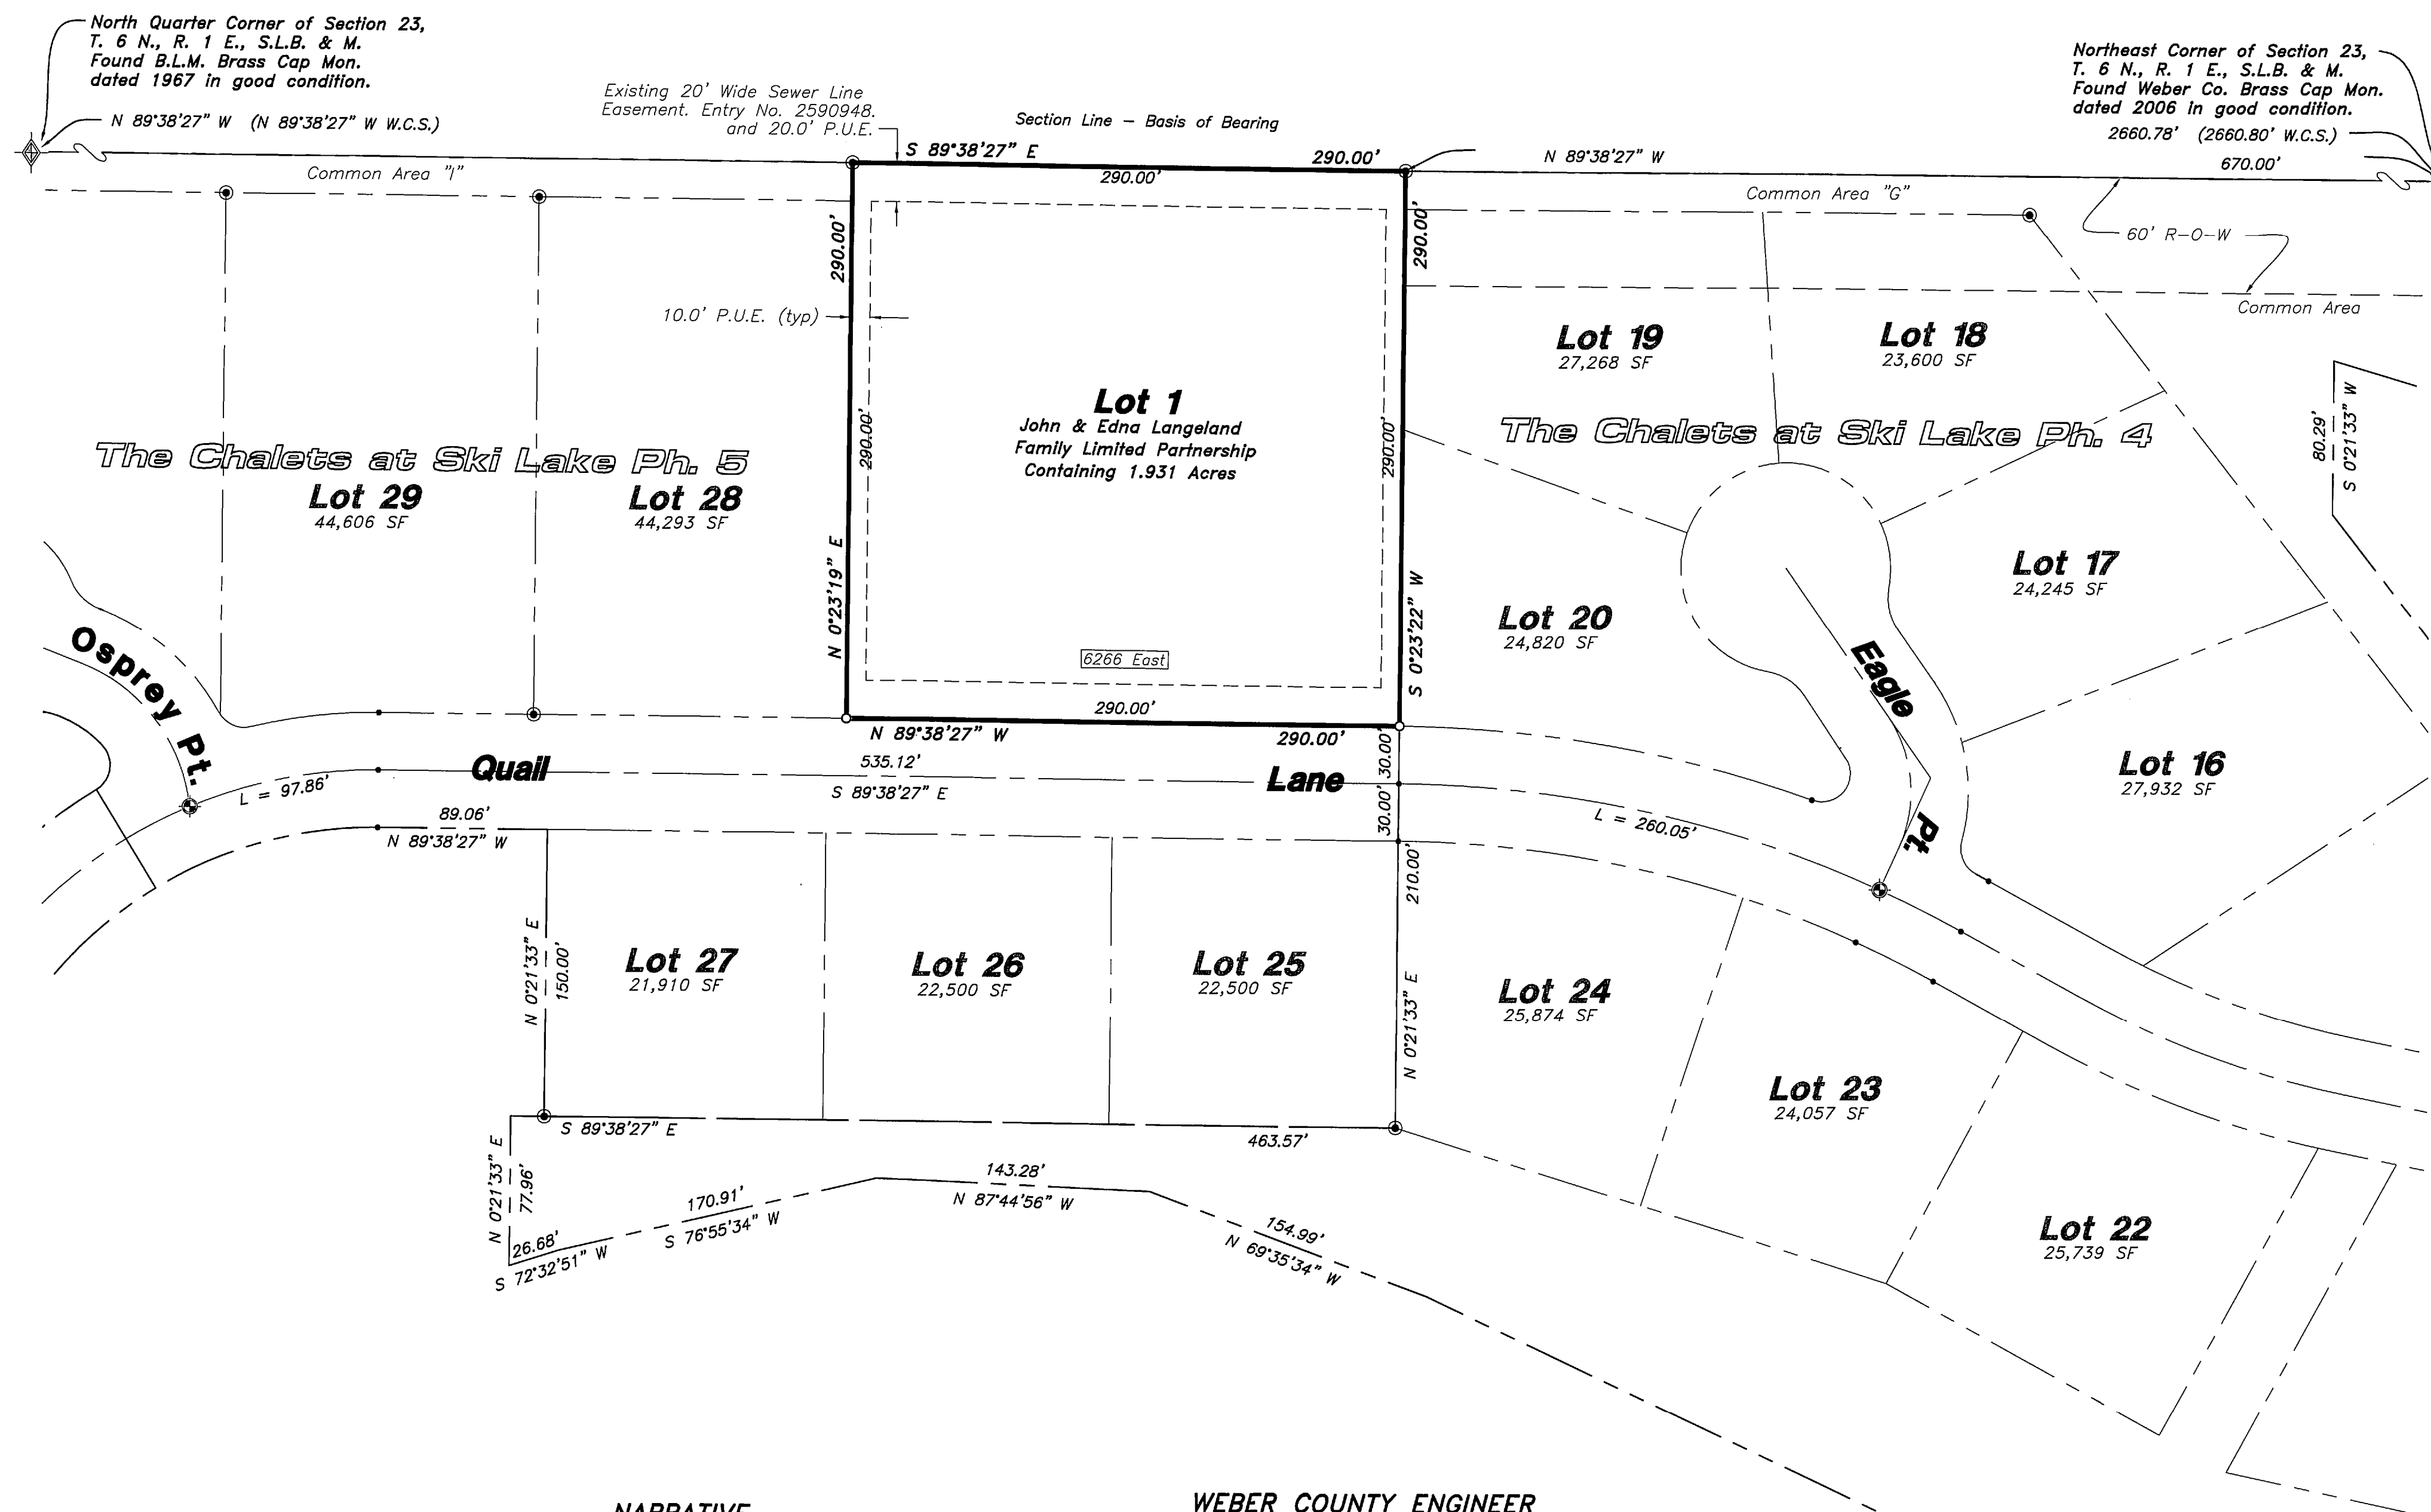 North Quarter Corner of Section 23,
T. 6 N., R. 1 E., S.L.B. & M.
Found B.L.M. Brass Cap Mon.
dated 1967 in good condition.
N 89°38'27" W (N 89°38'27" W W.C.S.)
Existing 20' Wide Sewer Line
Easement. Entry No. 2590948.
and 20.0' P.U.E.
Section Line - Basis of Bearing
Northeast Corner of Section 23,
T. 6 N., R. 1 E., S.L.B. & M.
Found Weber Co. Brass Cap Mon.
dated 2006 in good condition.
2660.78' (2660.80' W.C.S.)
670.00'
S 89°38'27" E
290.00'
290.00'
N 89°38'27" W
Common Area "I"
Common Area "G"
60' R-O-W
Common Area
290.00'
290.00'
10.0' P.U.E. (typ)
290.00'
290.00'
N 0°23'19" E
S 0°23'22" W
Lot 1
John & Edna Langeland
Family Limited Partnership
Containing 1.931 Acres
6266 East
290.00'
N 89°38'27" W
290.00'
The Chalets at Ski Lake Ph. 5
Lot 29
44,606 SF
Lot 28
44,293 SF
The Chalets at Ski Lake Ph. 4
Lot 19
27,268 SF
Lot 18
23,600 SF
80.29'
S 0°21'33" W
Lot 17
24,245 SF
Lot 20
24,820 SF
Lot 16
27,932 SF
Eagle
Pt.
Osprey
Pt.
L = 97.86'
Quail
Lane
535.12'
S 89°38'27" E
30.00'
30.00'
L = 260.05'
89.06'
N 89°38'27" W
210.00'
N 0°21'33" E
N 0°21'33" E
150.00'
Lot 27
21,910 SF
Lot 26
22,500 SF
Lot 25
22,500 SF
Lot 24
25,874 SF
Lot 23
24,057 SF
Lot 22
25,739 SF
S 89°38'27" E
463.57'
N 0°21'33" E
77.96'
26.68'
S 72°32'51" W
170.91'
S 76°55'34" W
143.28'
N 87°44'56" W
154.99'
N 69°35'34" W
NARRATIVE
WEBER COUNTY ENGINEER